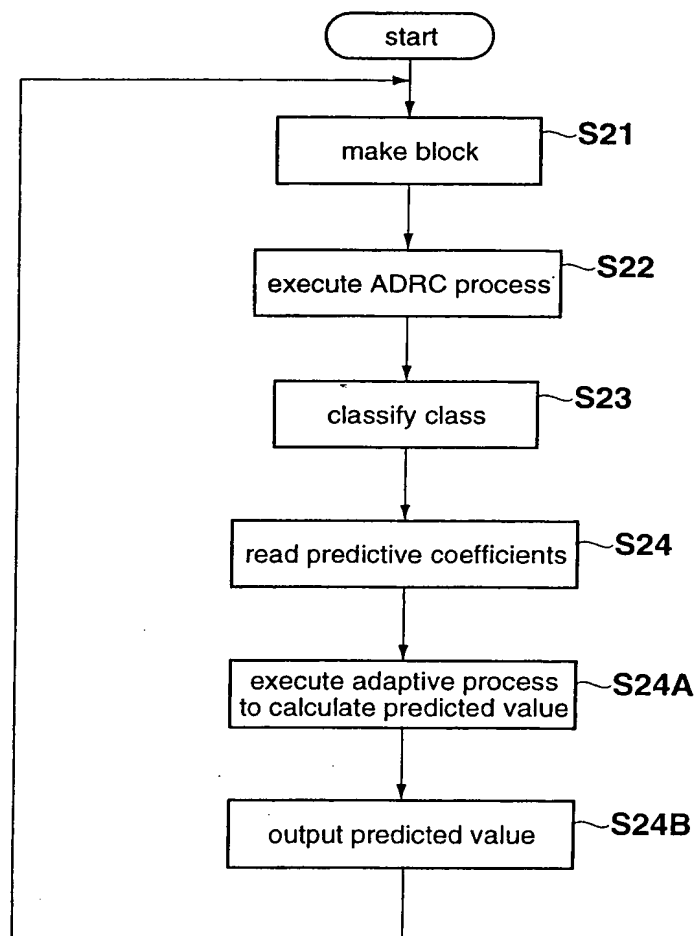 start
make block
S21
execute ADRC process
S22
classify class
S23
read predictive coefficients
S24
execute adaptive process
to calculate predicted value
S24A
output predicted value
S24B